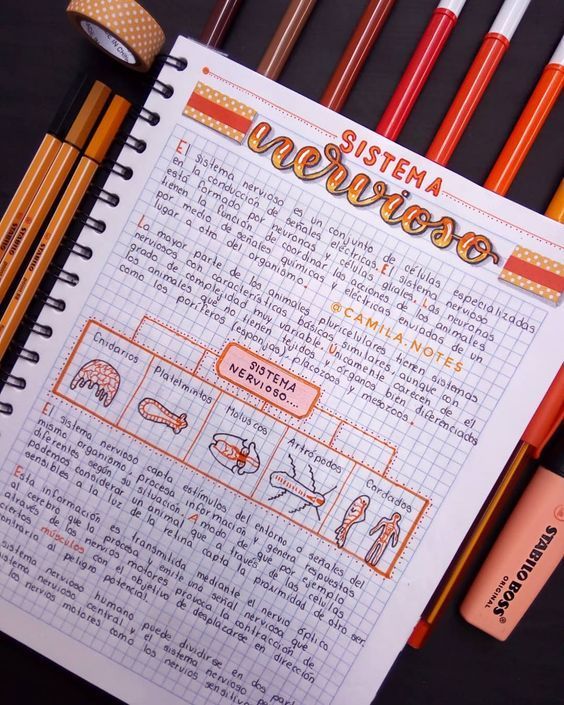 SISTEMA
nervioso
El sistema nervioso es un conjunto de células especializadas
en la conducción de señales eléctricas. El sistema nervioso
está formado por neuronas y células gliales. Las neuronas
tienen la función de coordinar las acciones de los animales
por medio de señales químicas y eléctricas enviadas de un
lugar a otro del organismo.
@CAMILA.NOTES
La mayor parte de los animales pluricelulares tienen sistemas
nerviosos con características básicas similares, aunque con
grado de complejidad muy variable. Unicamente carecen de el
los animales que no tienen tejidos y órganos bien diferenciados
como los poríferos (esponjas), placozoos y mesozoos.
SISTEMA
NERVIOSO.
Cnidarios
Platelmintos
Moluscos
Artrópodos
Cordados
El sistema nervioso capta estímulos del entorno o señales del
mismo organismo, procesa información y genera respuestas
diferentes según su situación. A modo de ejemplo
podemos considerar un animal que a través de las células
sensibles a la luz de la retina capta la proximidad de otro ser.
Esta información es transmitida mediante el nervio óptico
al cerebro que la procesa y emite una señal nerviosa que
através de los nervios motores provoca la contracción de
ciertos músculos con el objetivo de desplazarse en dirección
contraria al peligro potencial.
sistema nervioso humano puede dividirse en dos
sistema nervioso central y el sistema nervioso
los nervios motores como los nervios
STABILO BOSS
ORIGINAL